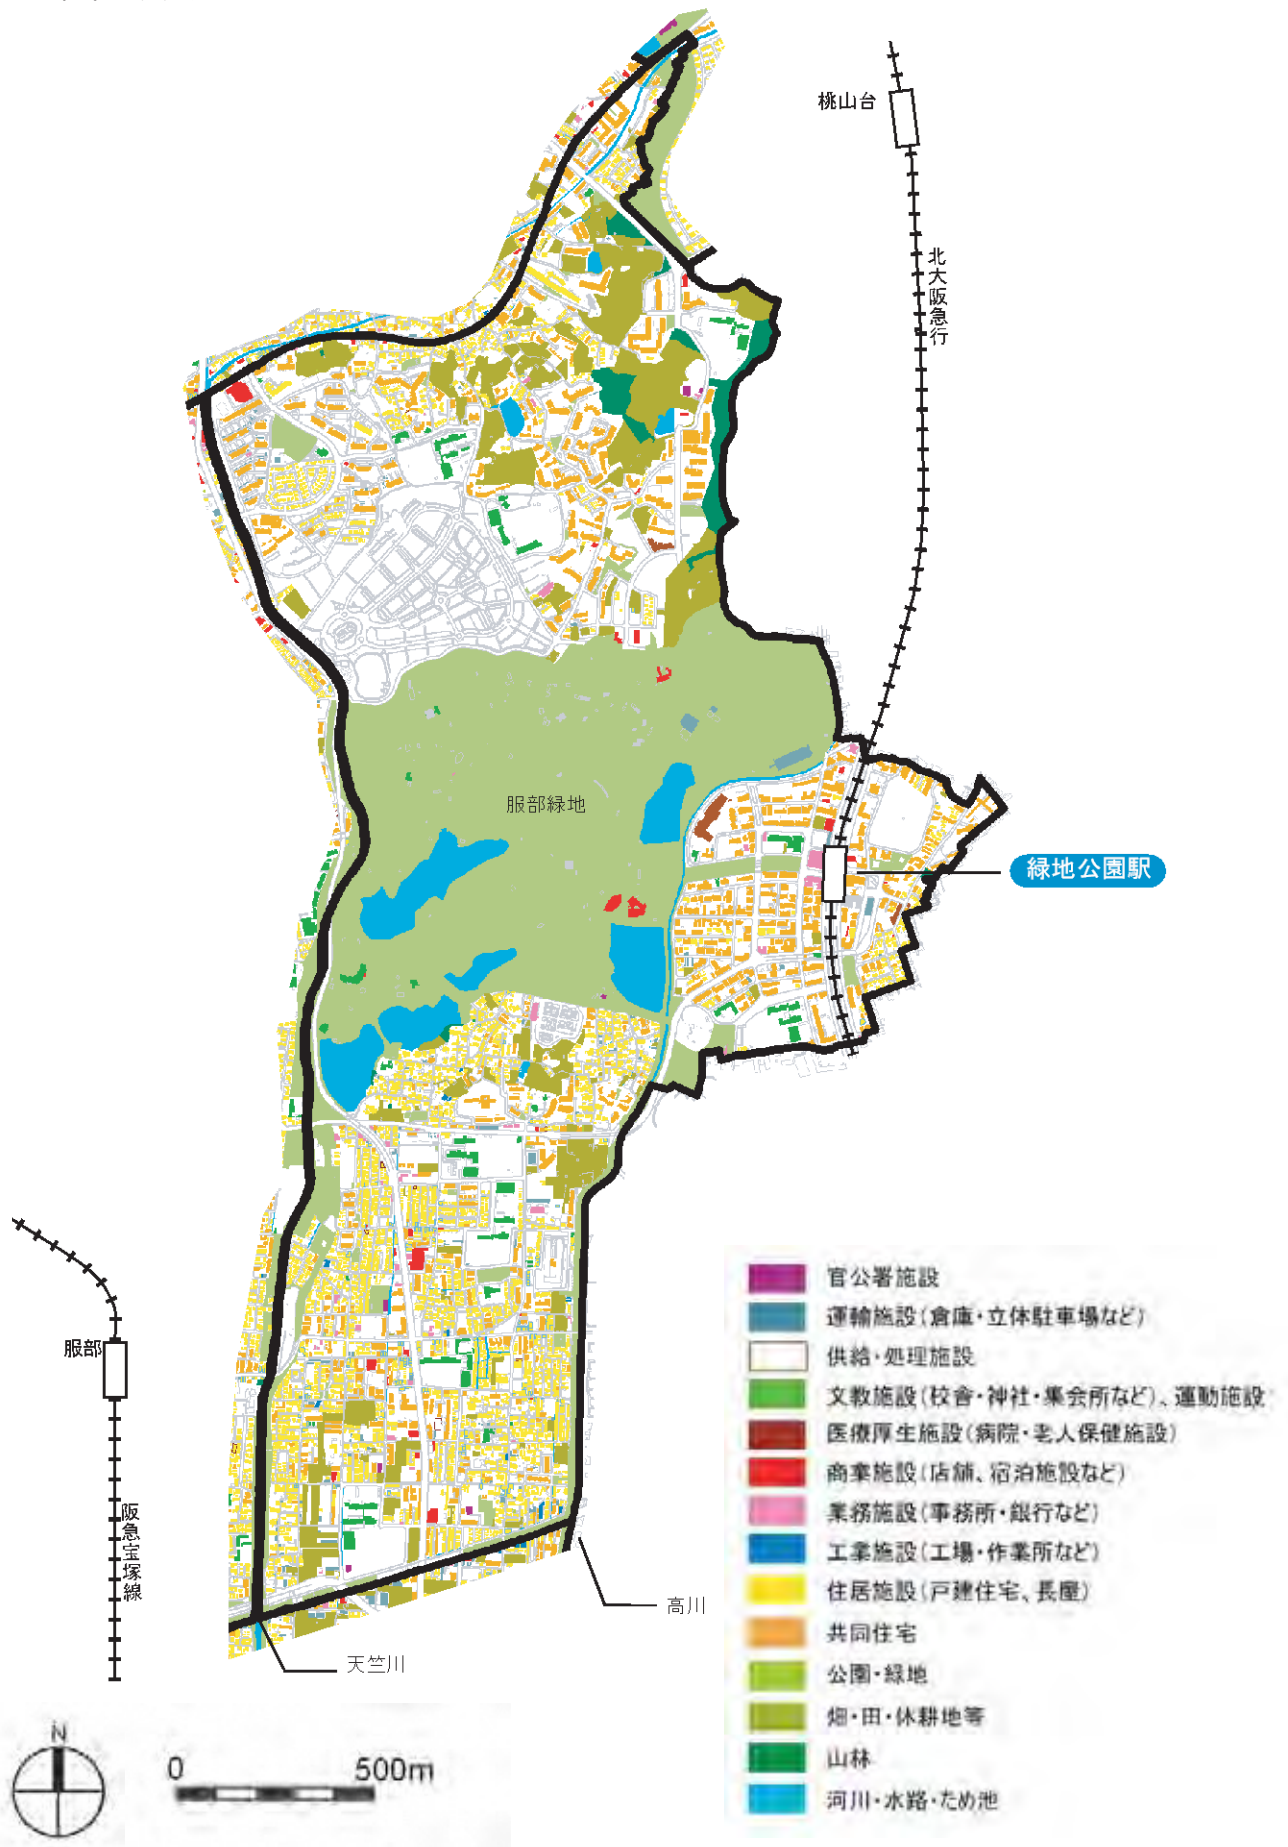 桃山台
北大阪急行
服部緑地
緑地公園駅
服部
阪急宝塚線
高川
天竺川
官公署施設
運輸施設(倉庫・立体駐車場など)
供給・処理施設
文教施設(校舎・神社・集会所など)、運動施設
医療厚生施設(病院・老人保健施設)
商業施設(店舗、宿泊施設など)
業務施設(事務所・銀行など)
工業施設(工場・作業所など)
住居施設(戸建住宅、長屋)
共同住宅
公園・緑地
畑・田・休耕地等
山林
河川・水路・ため池
N
0 500m